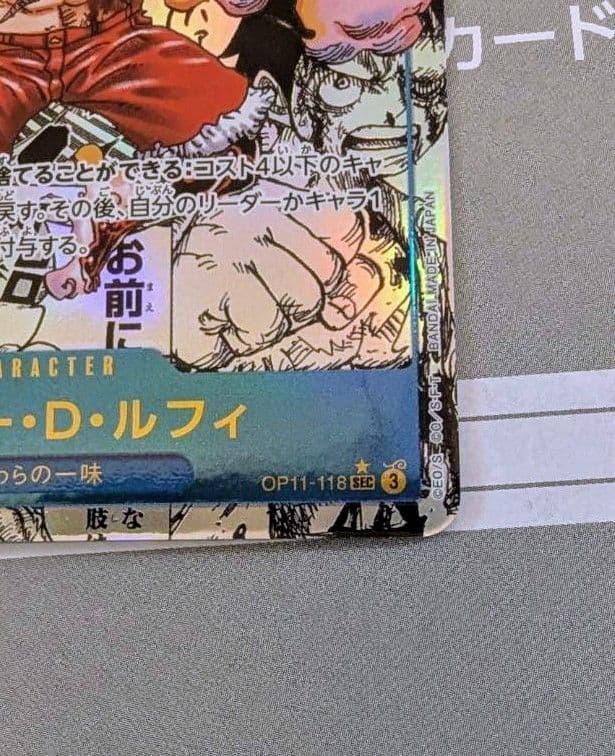 カード
捨てることができる:コスト4以下のキャ
戻す。その後、自分のリーダーかキャラ1
付与する。
お前に
ARACTER
ー・D・ルフィ
わらの一味
OP11-118 SEC 3
肢な
©E.O/S. ©O/S・F・T BANDAI MADE IN JAPAN